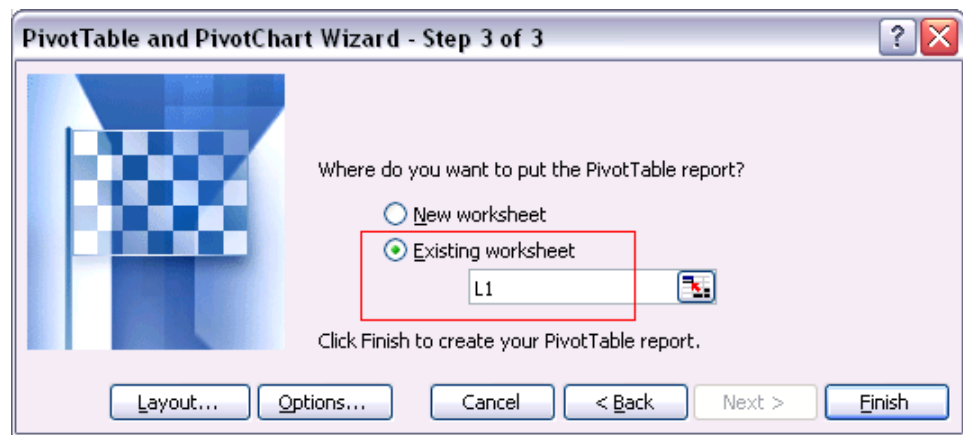 PivotTable and PivotChart Wizard - Step 3 of 3
?
Where do you want to put the PivotTable report?
New worksheet
Existing worksheet
L1
Click Finish to create your PivotTable report.
Layout... Options... Cancel < Back Next > Finish